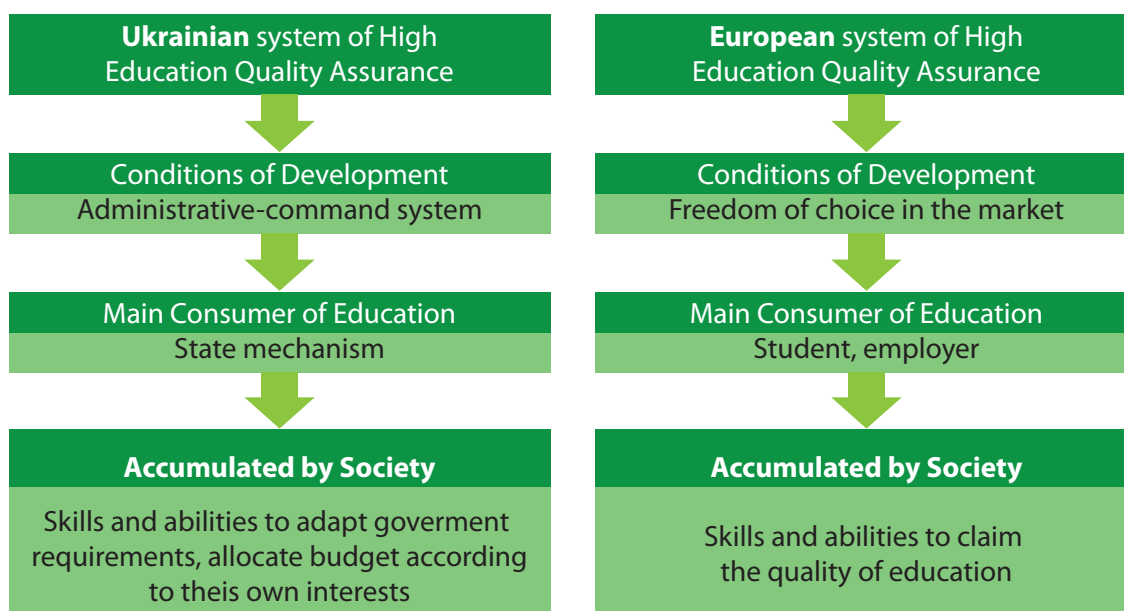 Ukrainian system of High
Education Quality Assurance
Conditions of Development
Administrative-command system
Main Consumer of Education
State mechanism
Accumulated by Society
Skills and abilities to adapt goverment
requirements, allocate budget according
to theis own interests
European system of High
Education Quality Assurance
Conditions of Development
Freedom of choice in the market
Main Consumer of Education
Student, employer
Accumulated by Society
Skills and abilities to claim
the quality of education